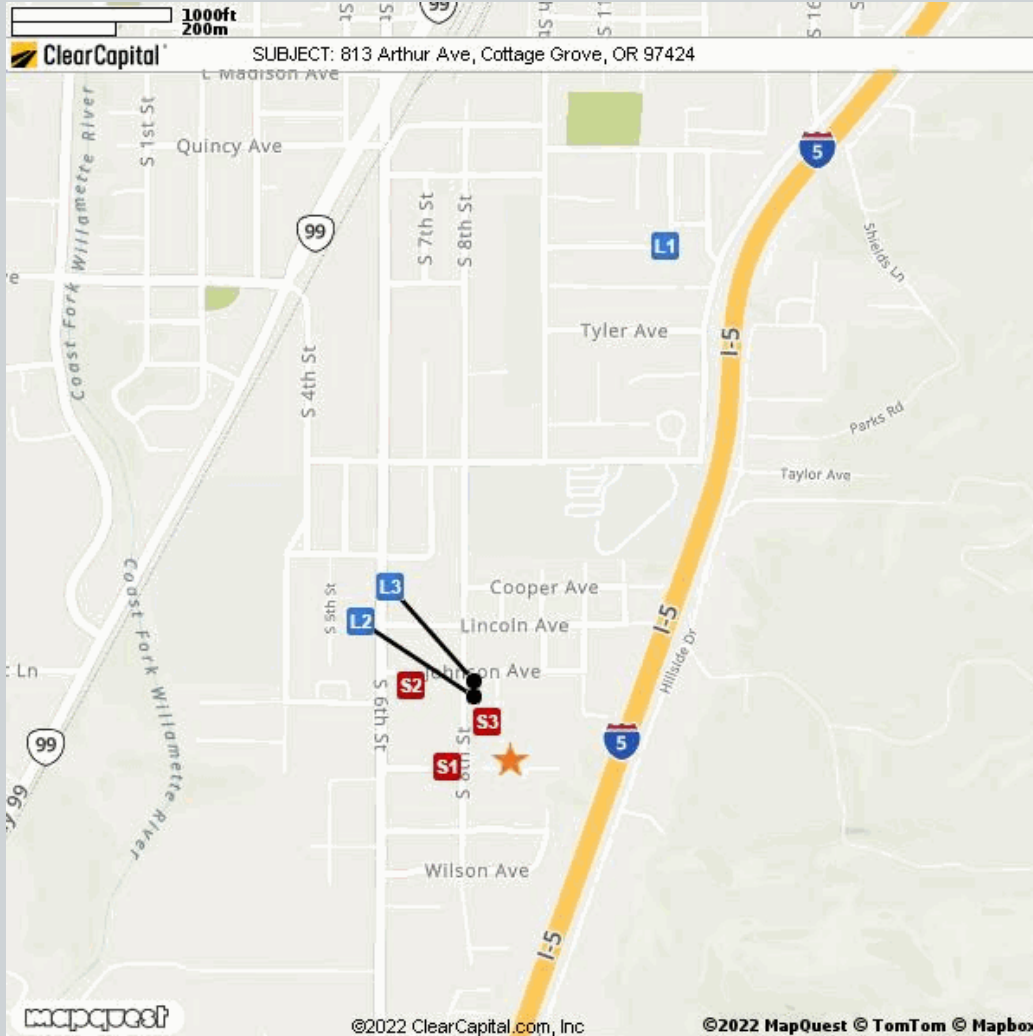 1000ft
200m
99
ClearCapital
SUBJECT: 813 Arthur Ave, Cottage Grove, OR 97424
Madison Ave
S 1st St
Quincy Ave
5
Coast Fork Willamette River
99
S 7th St
S 8th St
L1
Shields Ln
Tyler Ave
I-5
S 4th St
Parks Rd
Taylor Ave
Coast Fork Willamette River
S 5th St
L3
Cooper Ave
L2
Lincoln Ave
I-5
Hillside Dr
Ln
Johnson Ave
S2
S 6th St
S3
99
5
S1
S 8th St
99
Wilson Ave
I-5
mapquest
©2022 ClearCapital.com, Inc
©2022 MapQuest © TomTom © Mapbox